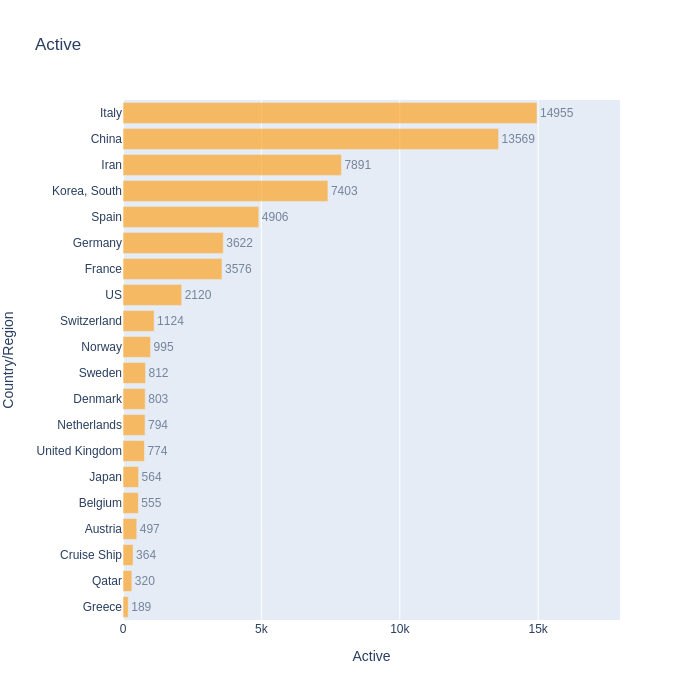 Active
Italy 14955
China 13569
Iran 7891
Korea, South 7403
Spain 4906
Germany 3622
France 3576
US 2120
Switzerland 1124
Norway 995
Sweden 812
Denmark 803
Netherlands 794
United Kingdom 774
Japan 564
Belgium 555
Austria 497
Cruise Ship 364
Qatar 320
Greece 189
0 5k 10k 15k
Active
Country/Region